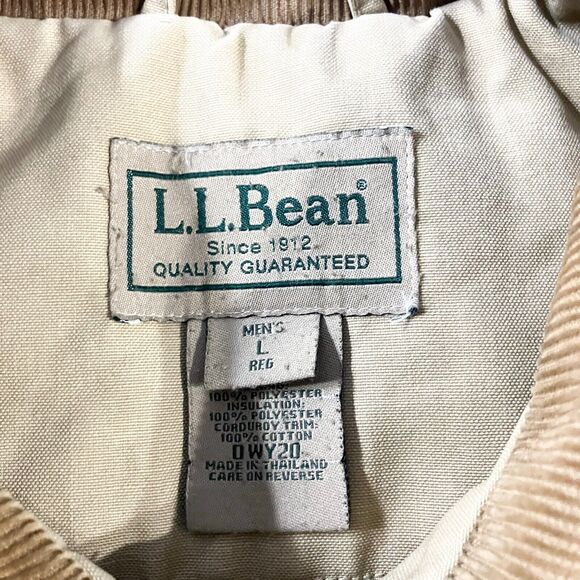 L.L.Bean®
Since 1912
QUALITY GUARANTEED
MEN'S
L
REG
100% POLYESTER
INSULATION:
100% POLYESTER
CORDUROY TRIM:
100% COTTON
0WY20
MADE IN THAILAND
CARE ON REVERSE